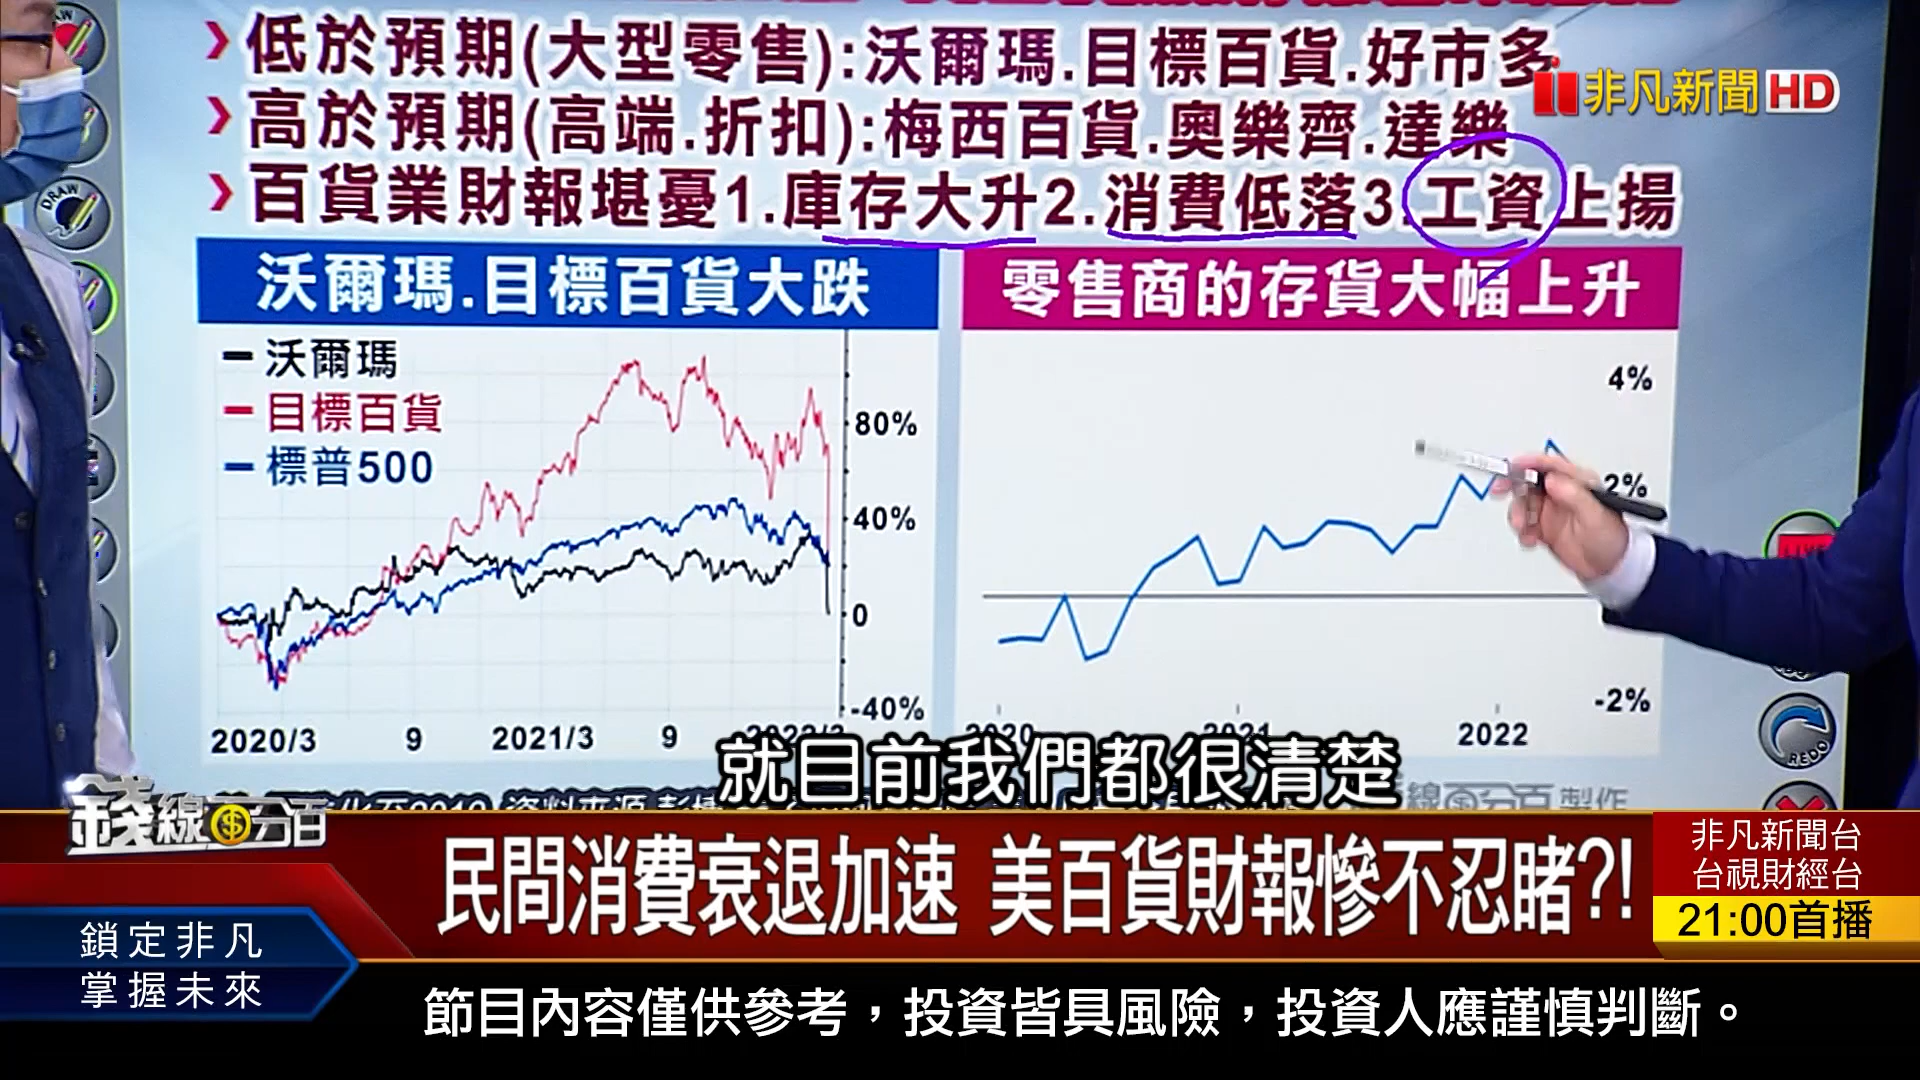 低於預期(大型零售):沃爾瑪.目標百貨.好市多
非凡新聞HD
高於預期(高端.折扣):梅西百貨.奧樂齊.達樂
百貨業財報堪憂1.庫存大升2.消費低落3.工資上揚
沃爾瑪.目標百貨大跌
沃爾瑪
目標百貨
標普500
80%
40%
0
-40%
2020/3 9 2021/3 9
零售商的存貨大幅上升
4%
2%
-2%
2020 2021 2022
DRAW
REDO
就目前我們都很清楚
錢線百分百
民間消費衰退加速 美百貨財報慘不忍睹?!
非凡新聞台
台視財經台
21:00首播
鎖定非凡
掌握未來
節目內容僅供參考，投資皆具風險，投資人應謹慎判斷。